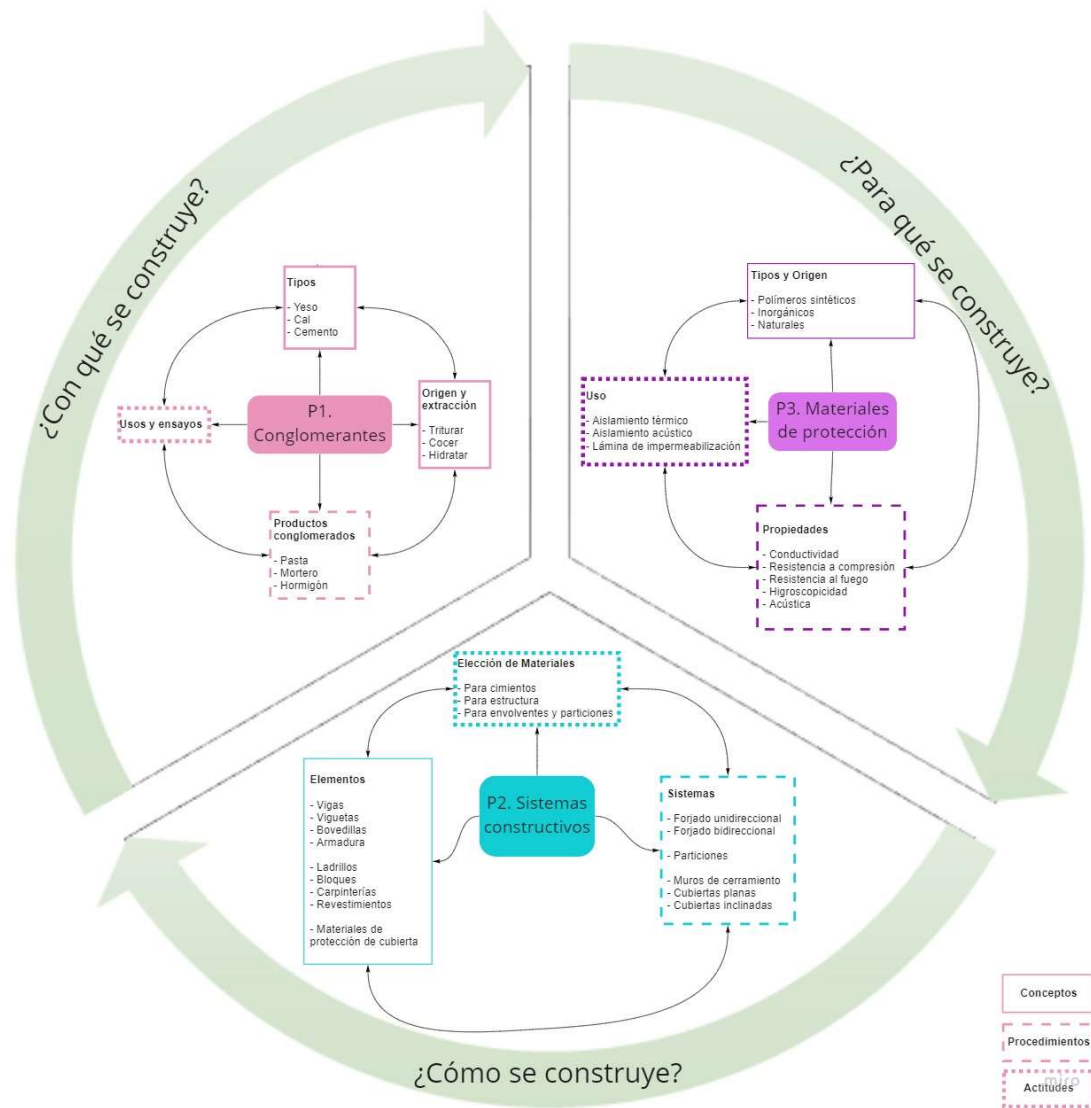 ¿Con qué se construye?
Tipos
- Yeso
- Cal
- Cemento
P1.
Conglomerantes
Usos y ensayos
Origen y
extracción
- Triturar
- Cocer
- Hidratar
Productos
conglomerados
- Pasta
- Mortero
- Hormigón
¿Para qué se construye?
Tipos y Origen
- Polímeros sintéticos
- Inorgánicos
- Naturales
Uso
- Aislamiento térmico
- Aislamiento acústico
- Lámina de impermeabilización
P3. Materiales
de protección
Propiedades
- Conductividad
- Resistencia a compresión
- Resistencia al fuego
- Higroscopicidad
- Acústica
Elección de Materiales
- Para cimientos
- Para estructura
- Para envolventes y particiones
Elementos
- Vigas
- Viguetas
- Bovedillas
- Armadura
- Ladrillos
- Bloques
- Carpinterías
- Revestimientos
- Materiales de
protección de cubierta
P2. Sistemas
constructivos
Sistemas
- Forjado unidireccional
- Forjado bidireccional
- Particiones
- Muros de cerramiento
- Cubiertas planas
- Cubiertas inclinadas
¿Cómo se construye?
Conceptos
Procedimientos
Actitudes
miro